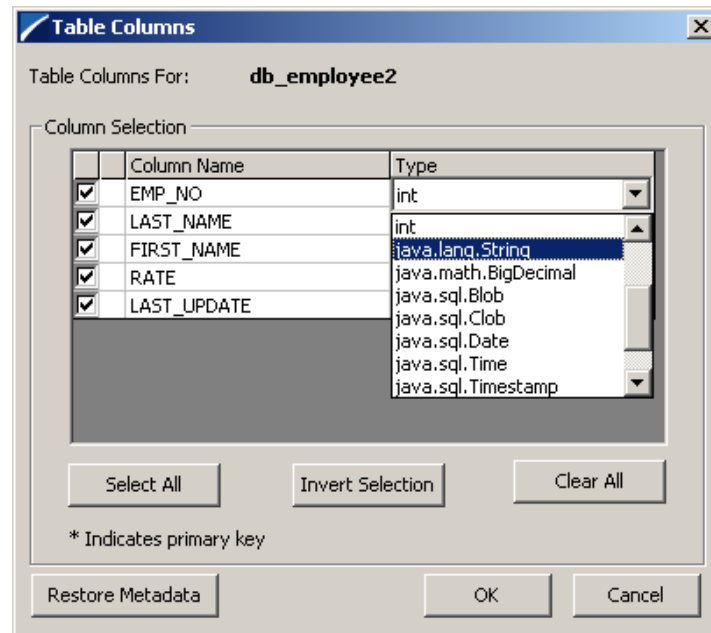 Table Columns
Table Columns For: db_employee2
Column Selection
Column Name Type
EMP_NO int
LAST_NAME int
FIRST_NAME java.lang.String
RATE java.math.BigDecimal
LAST_UPDATE java.sql.Blob
java.sql.Clob
java.sql.Date
java.sql.Time
java.sql.Timestamp
Select All Invert Selection Clear All
* Indicates primary key
Restore Metadata OK Cancel